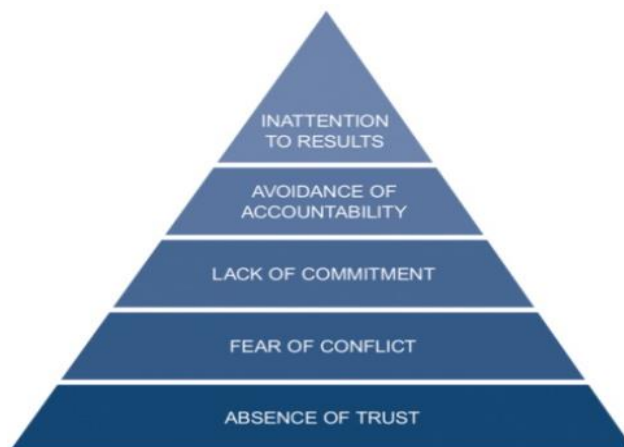 INATTENTION
TO RESULTS
AVOIDANCE OF
ACCOUNTABILITY
LACK OF COMMITMENT
FEAR OF CONFLICT
ABSENCE OF TRUST